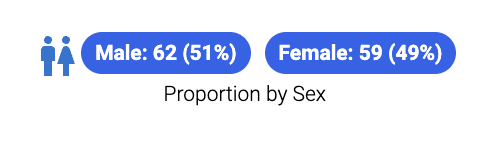 Male: 62 (51%) Female: 59 (49%)
Proportion by Sex